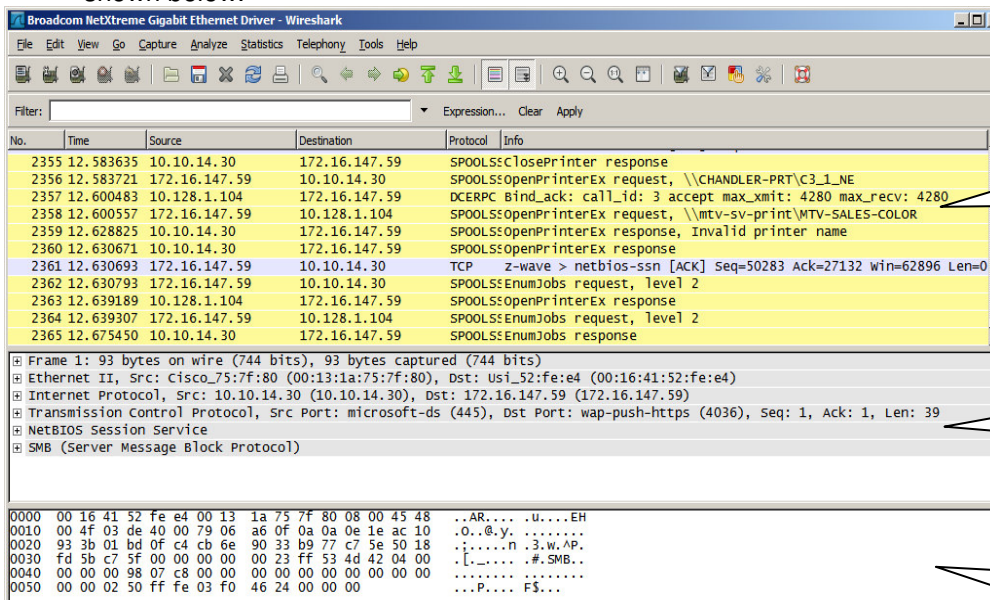 shown below.
Broadcom NetXtreme Gigabit Ethernet Driver - Wireshark
File Edit View Go Capture Analyze Statistics Telephony Tools Help
Filter: Expression... Clear Apply
No. Time Source Destination Protocol Info
2355 12.583635 10.10.14.30 172.16.147.59 SPOOLSS ClosePrinter response
2356 12.583721 172.16.147.59 10.10.14.30 SPOOLSS OpenPrinterEx request, \\CHANDLER-PRT\C3_1_NE
2357 12.600483 10.128.1.104 172.16.147.59 DCERPC Bind_ack: call_id: 3 accept max_xmit: 4280 max_recv: 4280
2358 12.600557 172.16.147.59 10.128.1.104 SPOOLSS OpenPrinterEx request, \\mtv-sv-print\MTV-SALES-COLOR
2359 12.628825 10.10.14.30 172.16.147.59 SPOOLSS OpenPrinterEx response, Invalid printer name
2360 12.630671 10.10.14.30 172.16.147.59 SPOOLSS OpenPrinterEx response
2361 12.630693 172.16.147.59 10.10.14.30 TCP z-wave > netbios-ssn [ACK] Seq=50283 Ack=27132 Win=62896 Len=0
2362 12.630793 172.16.147.59 10.10.14.30 SPOOLSS EnumJobs request, level 2
2363 12.639189 10.128.1.104 172.16.147.59 SPOOLSS OpenPrinterEx response
2364 12.639307 172.16.147.59 10.128.1.104 SPOOLSS EnumJobs request, level 2
2365 12.675450 10.10.14.30 172.16.147.59 SPOOLSS EnumJobs response
Frame 1: 93 bytes on wire (744 bits), 93 bytes captured (744 bits)
Ethernet II, Src: Cisco_75:7f:80 (00:13:1a:75:7f:80), Dst: Usi_52:fe:e4 (00:16:41:52:fe:e4)
Internet Protocol, Src: 10.10.14.30 (10.10.14.30), Dst: 172.16.147.59 (172.16.147.59)
Transmission Control Protocol, Src Port: microsoft-ds (445), Dst Port: wap-push-https (4036), Seq: 1, Ack: 1, Len: 39
NetBIOS Session Service
SMB (Server Message Block Protocol)
0000 00 16 41 52 fe e4 00 13 1a 75 7f 80 08 00 45 48 ..AR.... .u....EH
0010 00 4f 03 de 40 00 79 06 a6 0f 0a 0a 0e 1e ac 10 .O..@.y. ........
0020 93 3b 01 bd 0f c4 cb 6e 90 33 b9 77 c7 5e 50 18 .;.....n .3.w.^P.
0030 fd 5b c7 5f 00 00 00 00 00 23 ff 53 4d 42 04 00 .[._.... .#.SMB..
0040 00 00 00 98 07 c8 00 00 00 00 00 00 00 00 00 00 ........ ........
0050 00 00 02 50 ff fe 03 f0 46 24 00 00 00 ...P.... F$...